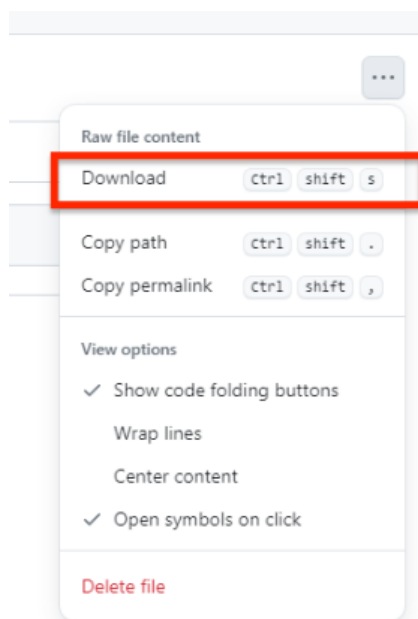 ...
Raw file content
Download ctrl shift s
Copy path ctrl shift .
Copy permalink ctrl shift ,
View options
✓ Show code folding buttons
Wrap lines
Center content
✓ Open symbols on click
Delete file